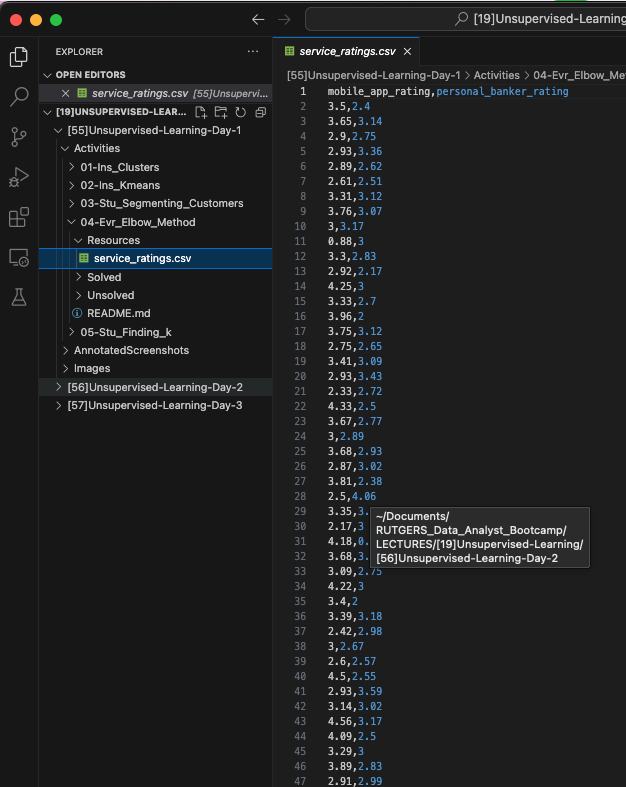 [19]Unsupervised-Learning
EXPLORER
OPEN EDITORS
service_ratings.csv [55]Unsupervi...
[19]UNSUPERVISED-LEAR...
[55]Unsupervised-Learning-Day-1
Activities
01-Ins_Clusters
02-Ins_Kmeans
03-Stu_Segmenting_Customers
04-Evr_Elbow_Method
Resources
service_ratings.csv
Solved
Unsolved
README.md
05-Stu_Finding_k
AnnotatedScreenshots
Images
[56]Unsupervised-Learning-Day-2
[57]Unsupervised-Learning-Day-3
service_ratings.csv
[55]Unsupervised-Learning-Day-1 > Activities > 04-Evr_Elbow_Me
1 mobile_app_rating,personal_banker_rating
2 3.5,2.4
3 3.65,3.14
4 2.9,2.75
5 2.93,3.36
6 2.89,2.62
7 2.61,2.51
8 3.31,3.12
9 3.76,3.07
10 3,3.17
11 0.88,3
12 3.3,2.83
13 2.92,2.17
14 4.25,3
15 3.33,2.7
16 3.96,2
17 3.75,3.12
18 2.75,2.65
19 3.41,3.09
20 2.93,3.43
21 2.33,2.72
22 4.33,2.5
23 3.67,2.77
24 3,2.89
25 3.68,2.93
26 2.87,3.02
27 3.81,2.38
28 2.5,4.06
29 3.35,3.
30 2.17,3
31 4.18,0.
32 3.68,3.
33 3.09,2.75
34 4.22,3
35 3.4,2
36 3.39,3.18
37 2.42,2.98
38 3,2.67
39 2.6,2.57
40 4.5,2.55
41 2.93,3.59
42 3.14,3.02
43 4.56,3.17
44 4.09,2.5
45 3.29,3
46 3.89,2.83
47 2.91,2.99
~/Documents/
RUTGERS_Data_Analyst_Bootcamp/
LECTURES/[19]Unsupervised-Learning/
[56]Unsupervised-Learning-Day-2